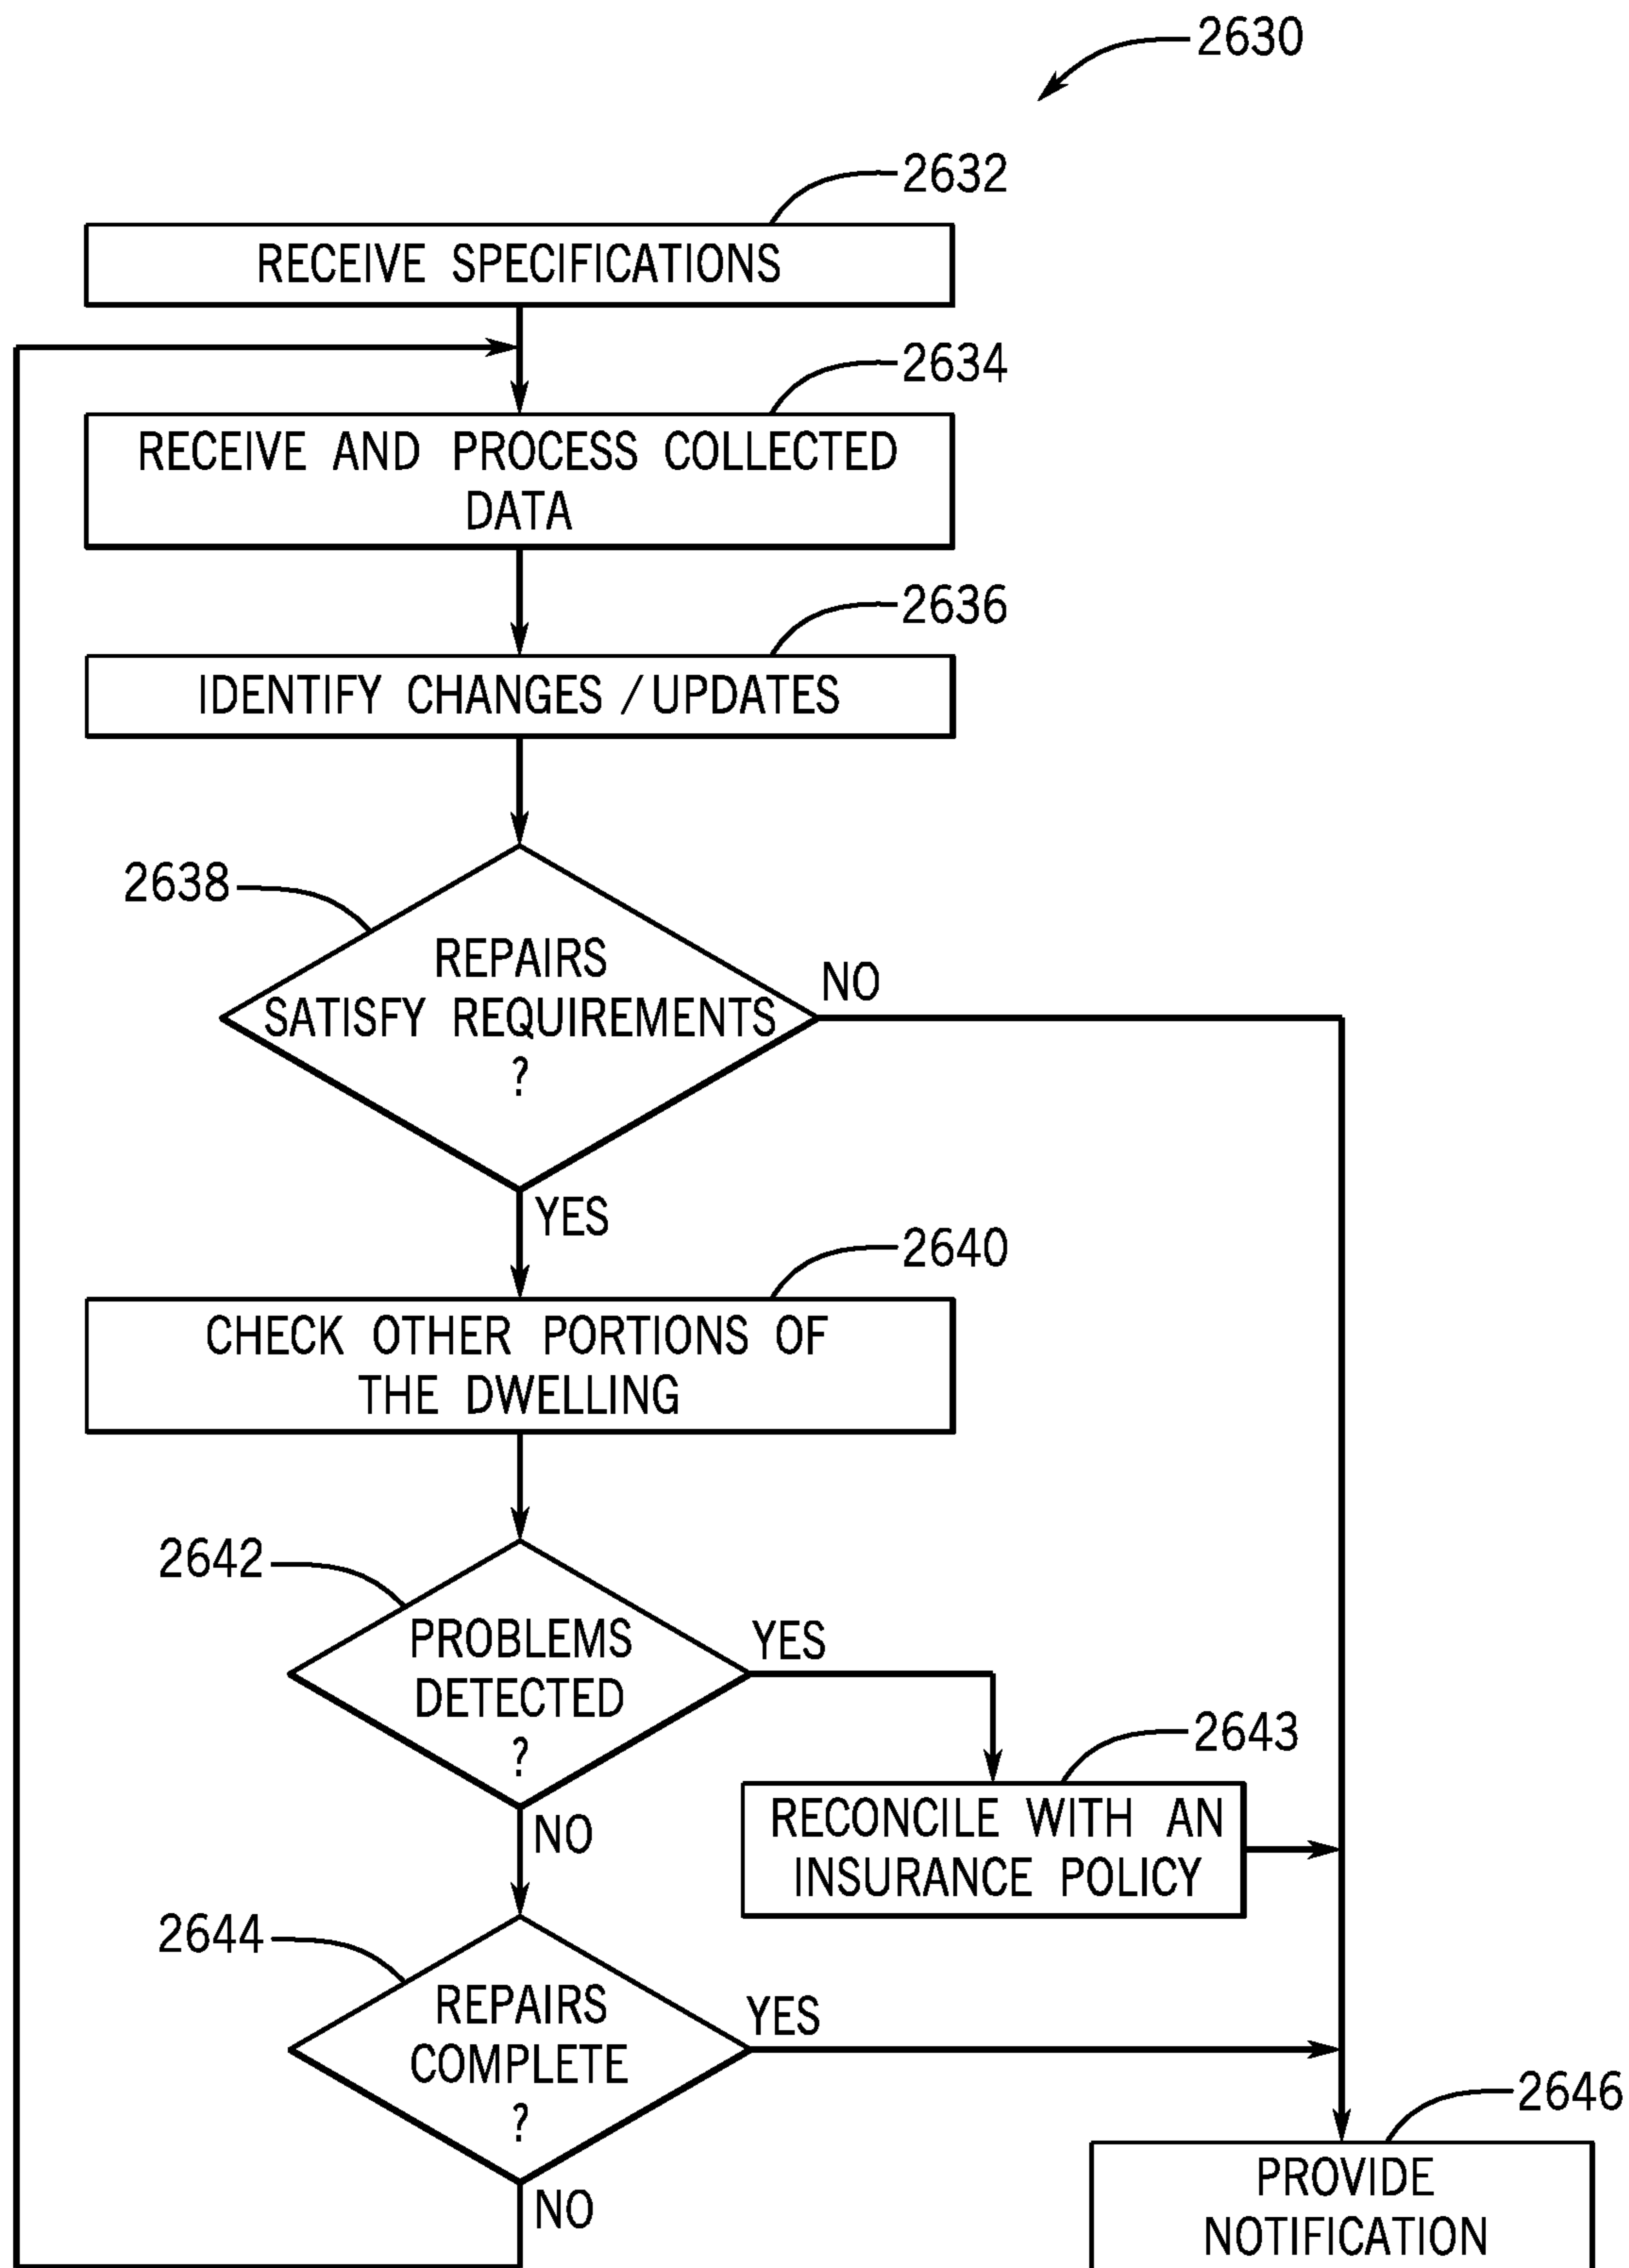 2630
2632
RECEIVE SPECIFICATIONS
2634
RECEIVE AND PROCESS COLLECTED
DATA
2636
IDENTIFY CHANGES / UPDATES
2638
REPAIRS
SATISFY REQUIREMENTS
?
NO
YES
2640
CHECK OTHER PORTIONS OF
THE DWELLING
2642
PROBLEMS
DETECTED
?
YES
NO
2643
RECONCILE WITH AN
INSURANCE POLICY
2644
REPAIRS
COMPLETE
?
YES
NO
2646
PROVIDE
NOTIFICATION